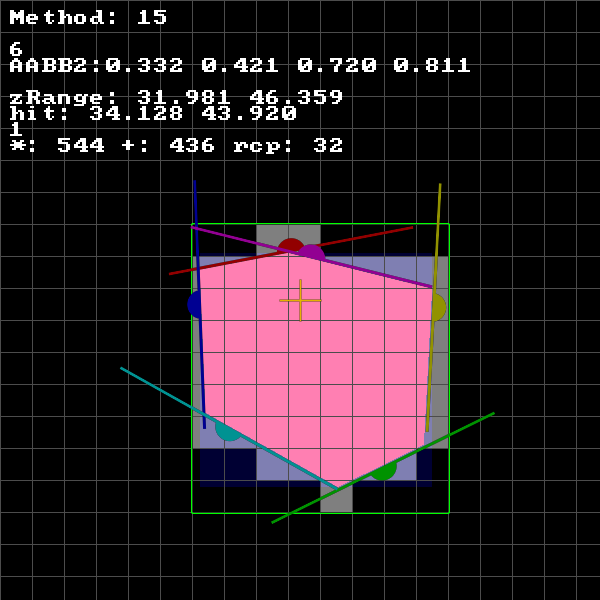 Method: 15
6
AABB2:0.332 0.421 0.720 0.811
zRange: 31.981 46.359
hit: 34.128 43.920
1
*: 544 +: 436 rcp: 32